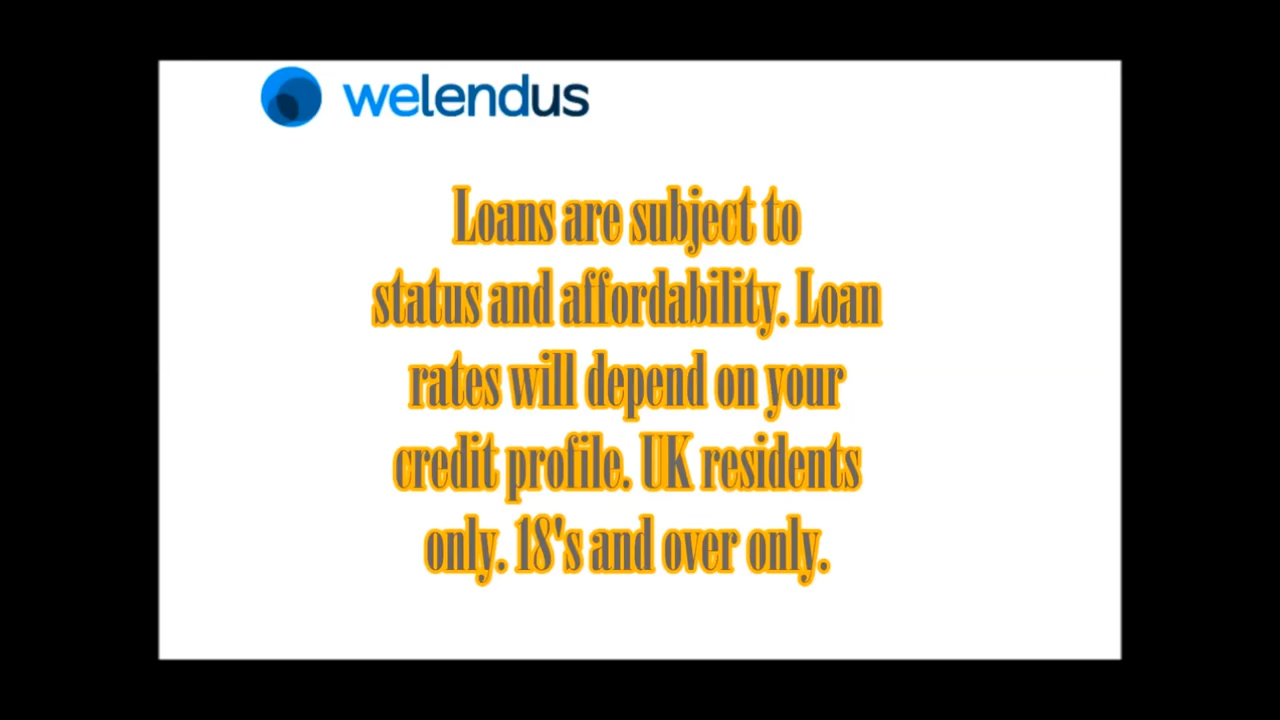 welendus
Loans are subject to
status and affordability. Loan
rates will depend on your
credit profile. UK residents
only. 18's and over only.